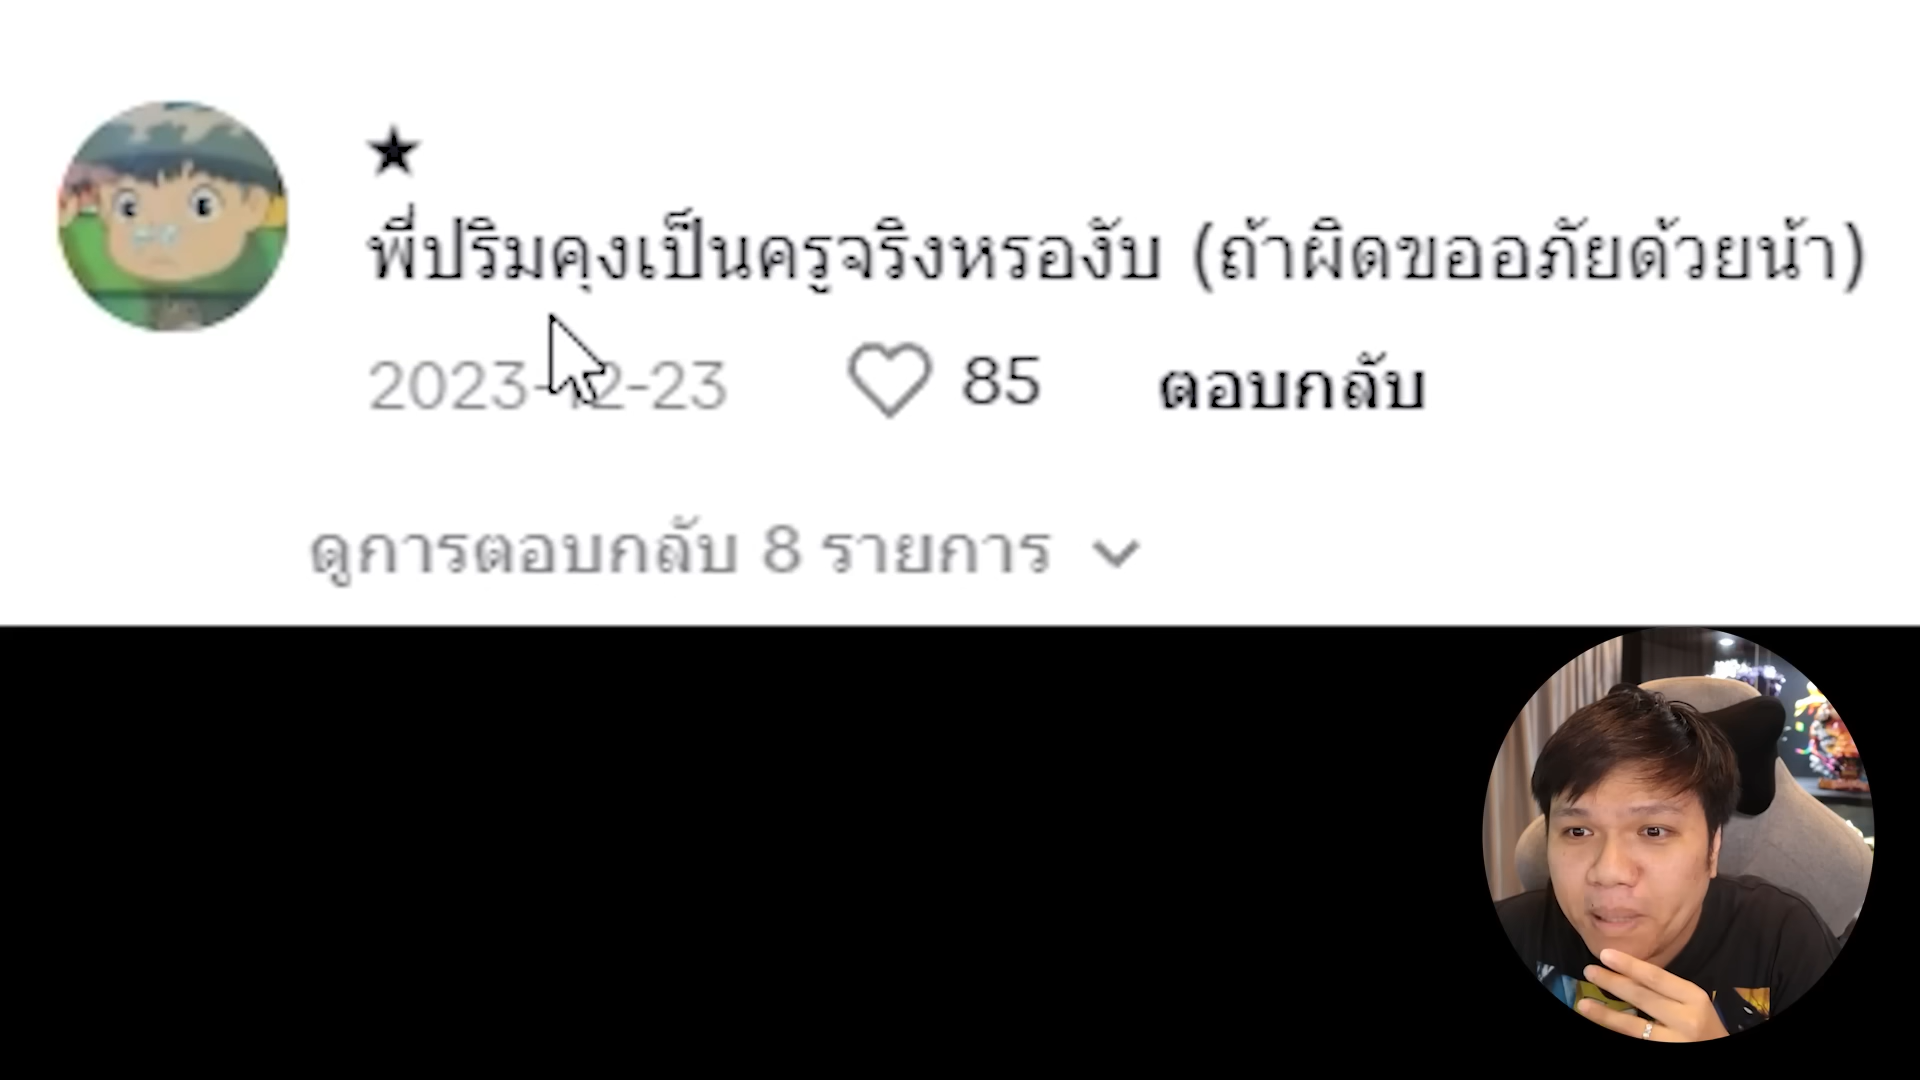 ★
พี่ปริมคุงเป็นครูจริงหรองับ (ถ้าผิดขออภัยด้วยน้า)
2023-12-23 85 ตอบกลับ
ดูการตอบกลับ 8 รายการ